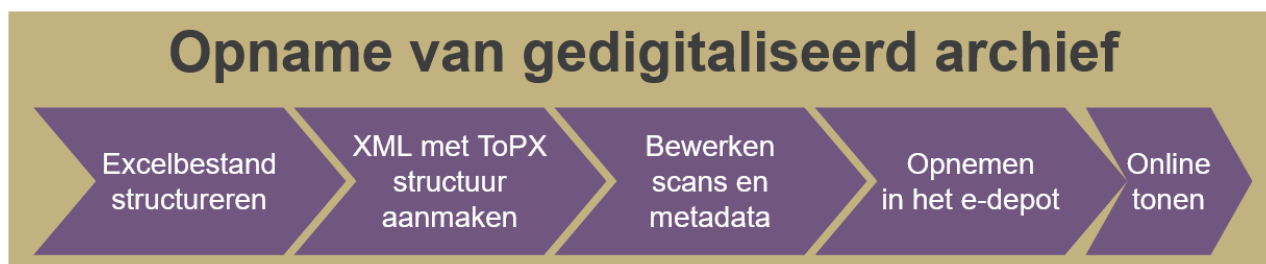 Opname van gedigitaliseerd archief
Excelbestand
structureren
XML met ToPX
structuur
aanmaken
Bewerken
scans en
metadata
Opnemen
in het e-depot
Online
tonen